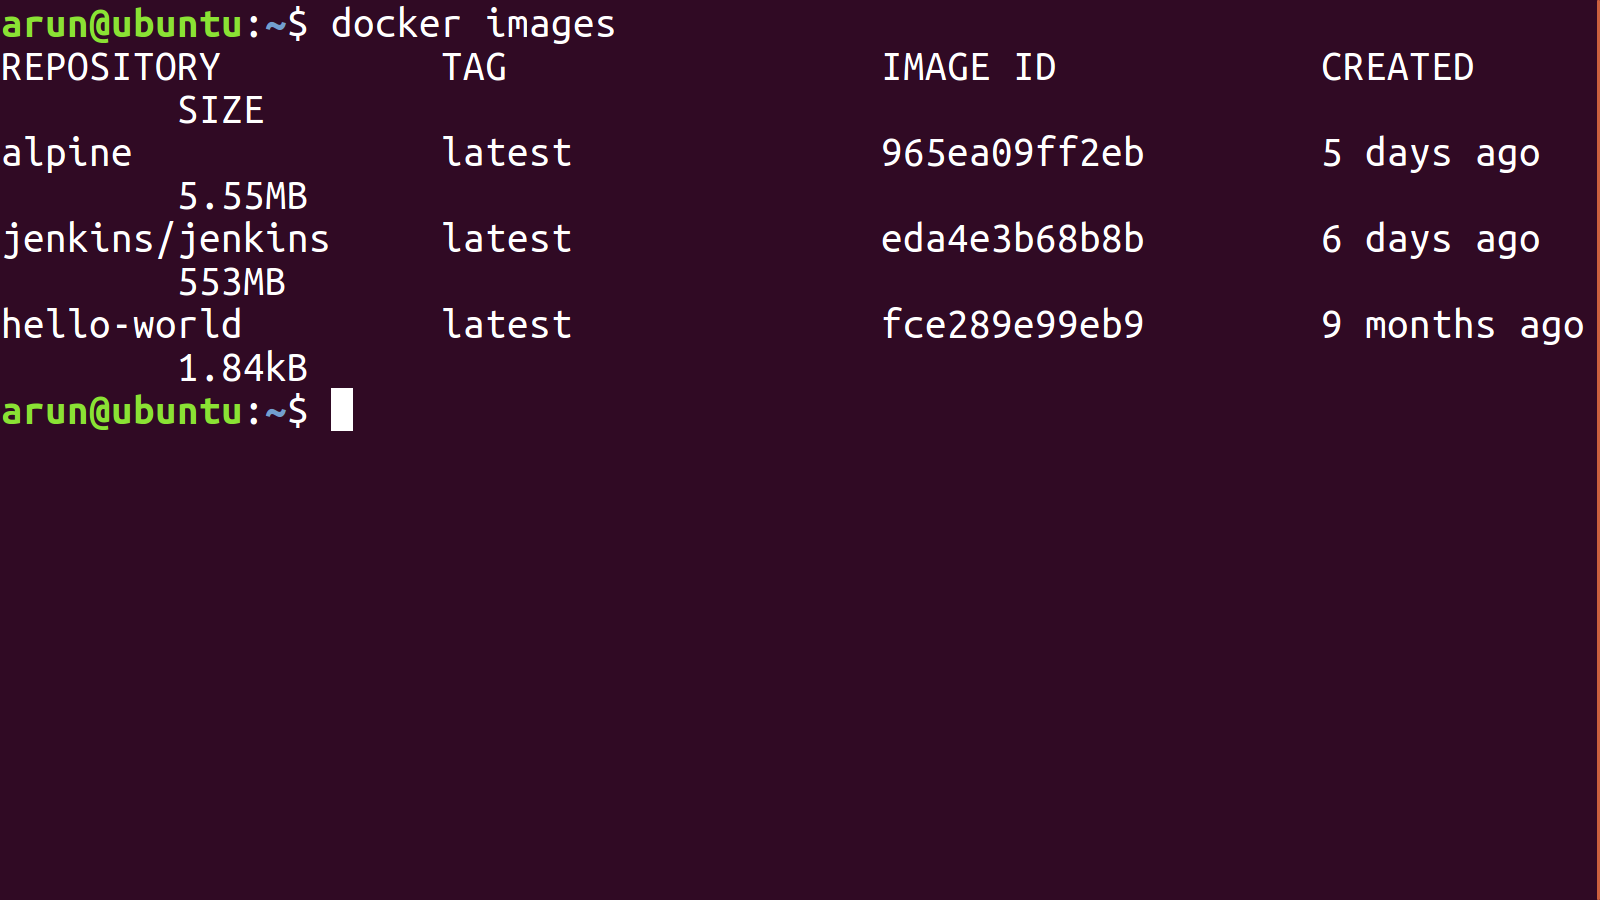 arun@ubuntu:~$ docker images
REPOSITORY TAG IMAGE ID CREATED
SIZE
alpine latest 965ea09ff2eb 5 days ago
5.55MB
jenkins/jenkins latest eda4e3b68b8b 6 days ago
553MB
hello-world latest fce289e99eb9 9 months ago
1.84kB
arun@ubuntu:~$